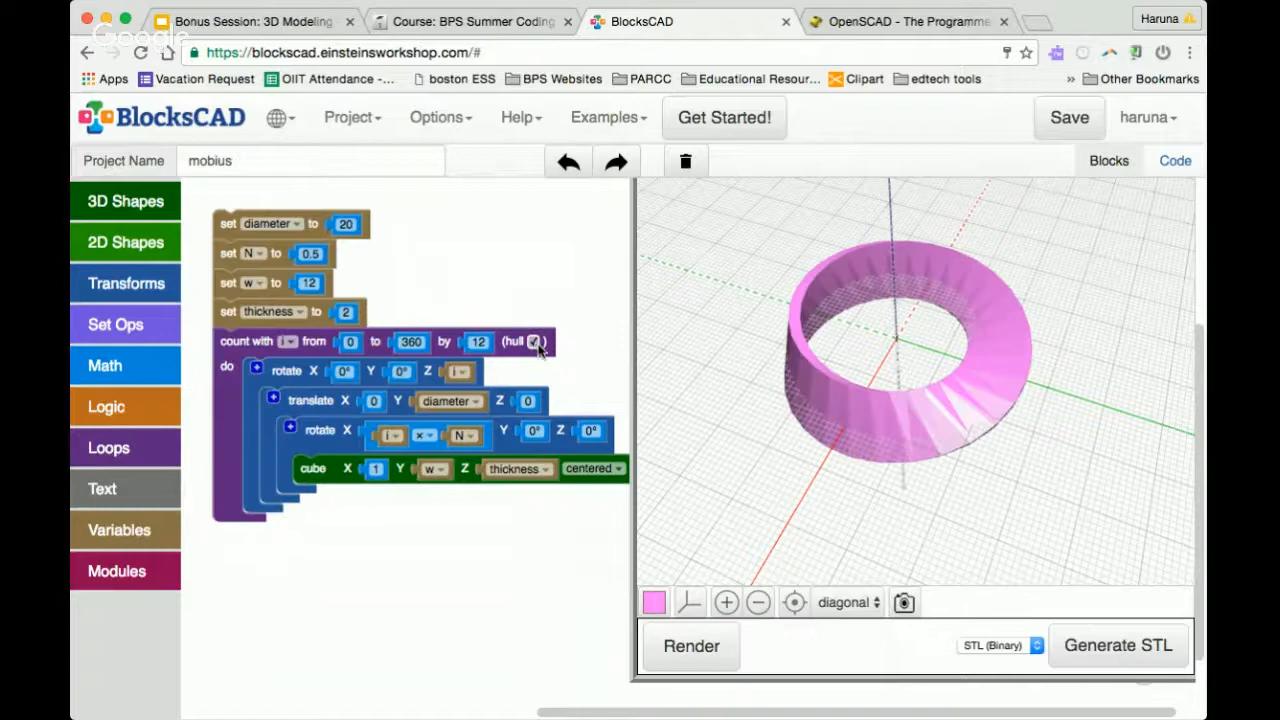 Google
Bonus Session: 3D Modeling
Course: BPS Summer Coding
BlocksCAD
OpenSCAD - The Programme
Haruna
https://blockscad.einsteinsworkshop.com/#
Apps Vacation Request OIIT Attendance -... boston ESS BPS Websites PARCC Educational Resour... Clipart edtech tools » Other Bookmarks
BlocksCAD Project Options Help Examples Get Started! Save haruna
Project Name mobius Blocks Code
3D Shapes
2D Shapes
Transforms
Set Ops
Math
Logic
Loops
Text
Variables
Modules
set diameter to 20
set N to 0.5
set w to 12
set thickness to 2
count with i from 0 to 360 by 12 (hull )
do rotate X 0° Y 0° Z i
translate X 0 Y diameter Z 0
rotate X i × N Y 0° Z 0°
cube X 1 Y w Z thickness centered
diagonal
Render STL (Binary) Generate STL